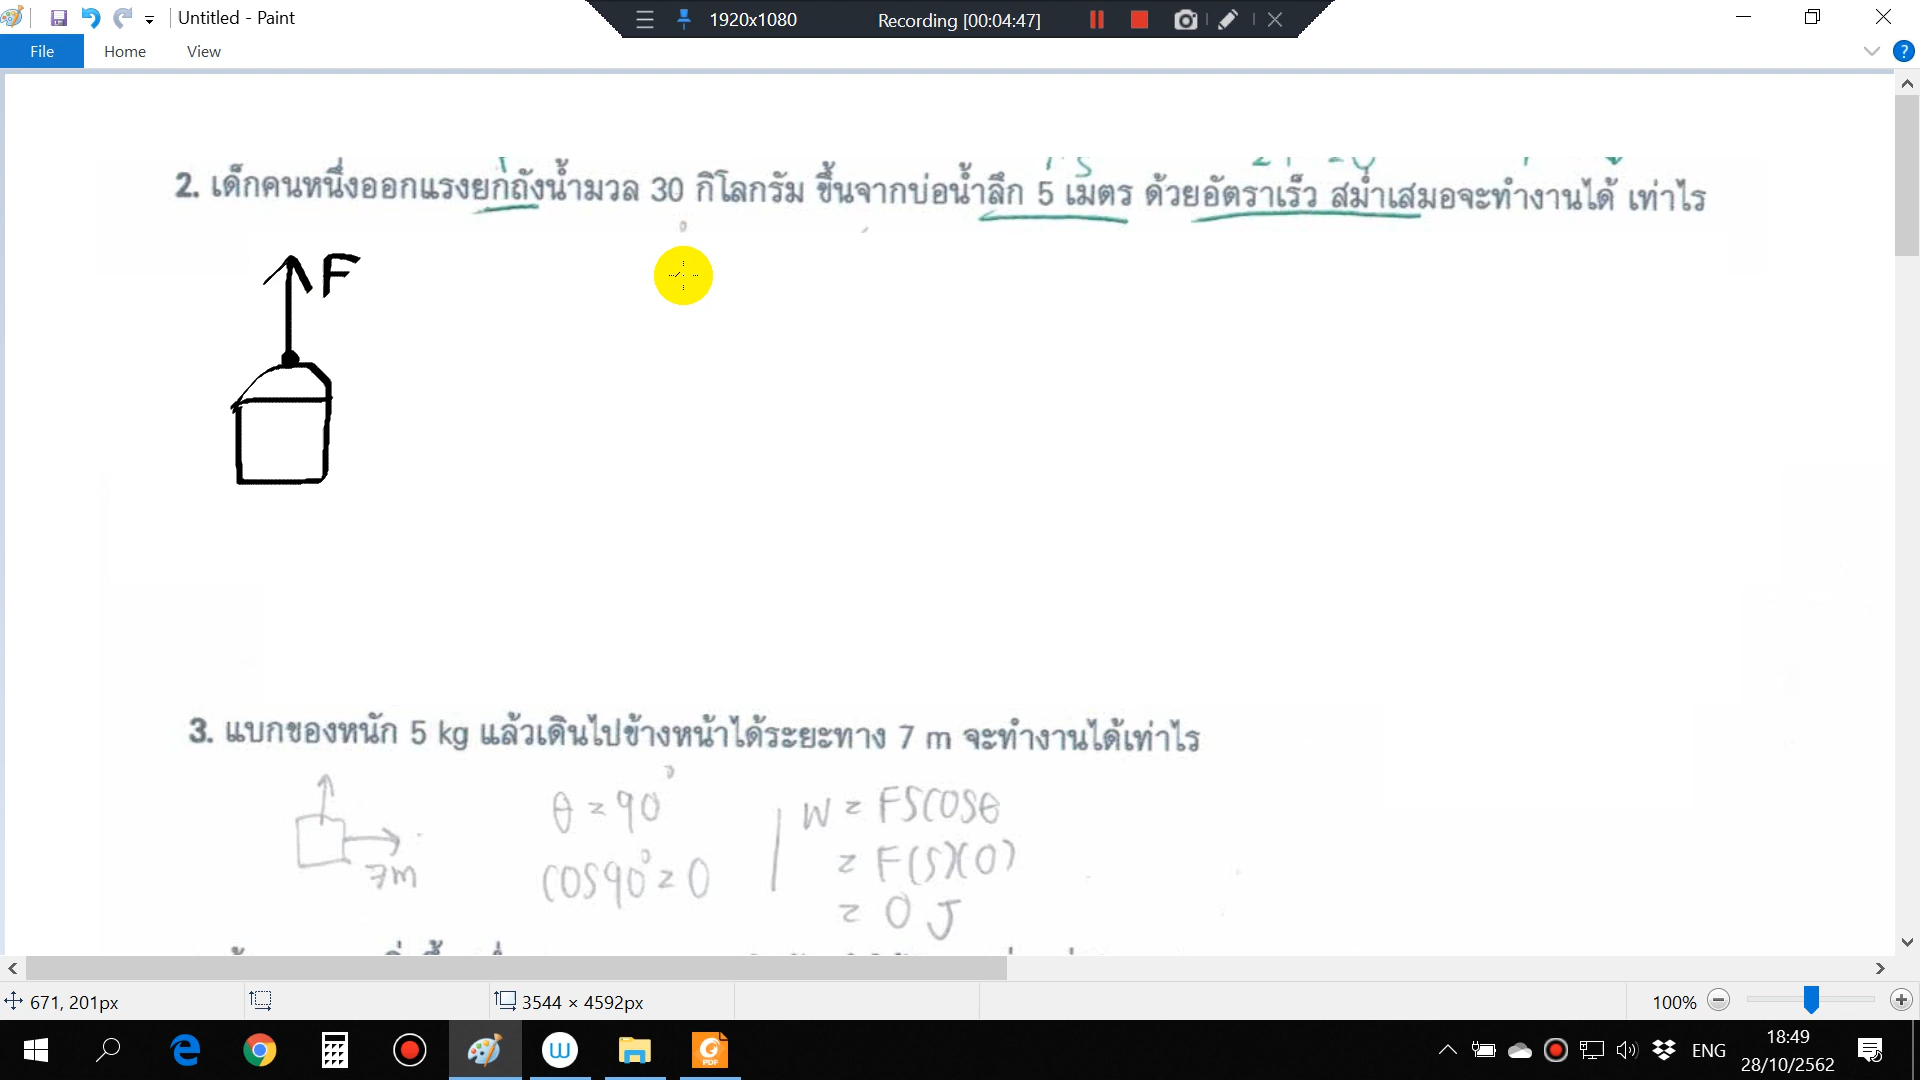 Untitled - Paint
1920x1080
Recording [00:04:47]
File Home View
2. เด็กคนหนึ่งออกแรงยกถังน้ำมวล 30 กิโลกรัม ขึ้นจากบ่อน้ำลึก 5 เมตร ด้วยอัตราเร็ว สม่ำเสมอจะทำงานได้ เท่าไร
F
3. แบกของหนัก 5 kg แล้วเดินไปข้างหน้าได้ระยะทาง 7 m จะทำงานได้เท่าไร
7m
θ = 90°
cos90° = 0
W = FScosθ
= F(S)(0)
= 0 J
671, 201px
3544 × 4592px
100%
PDF
ENG
18:49
28/10/2562